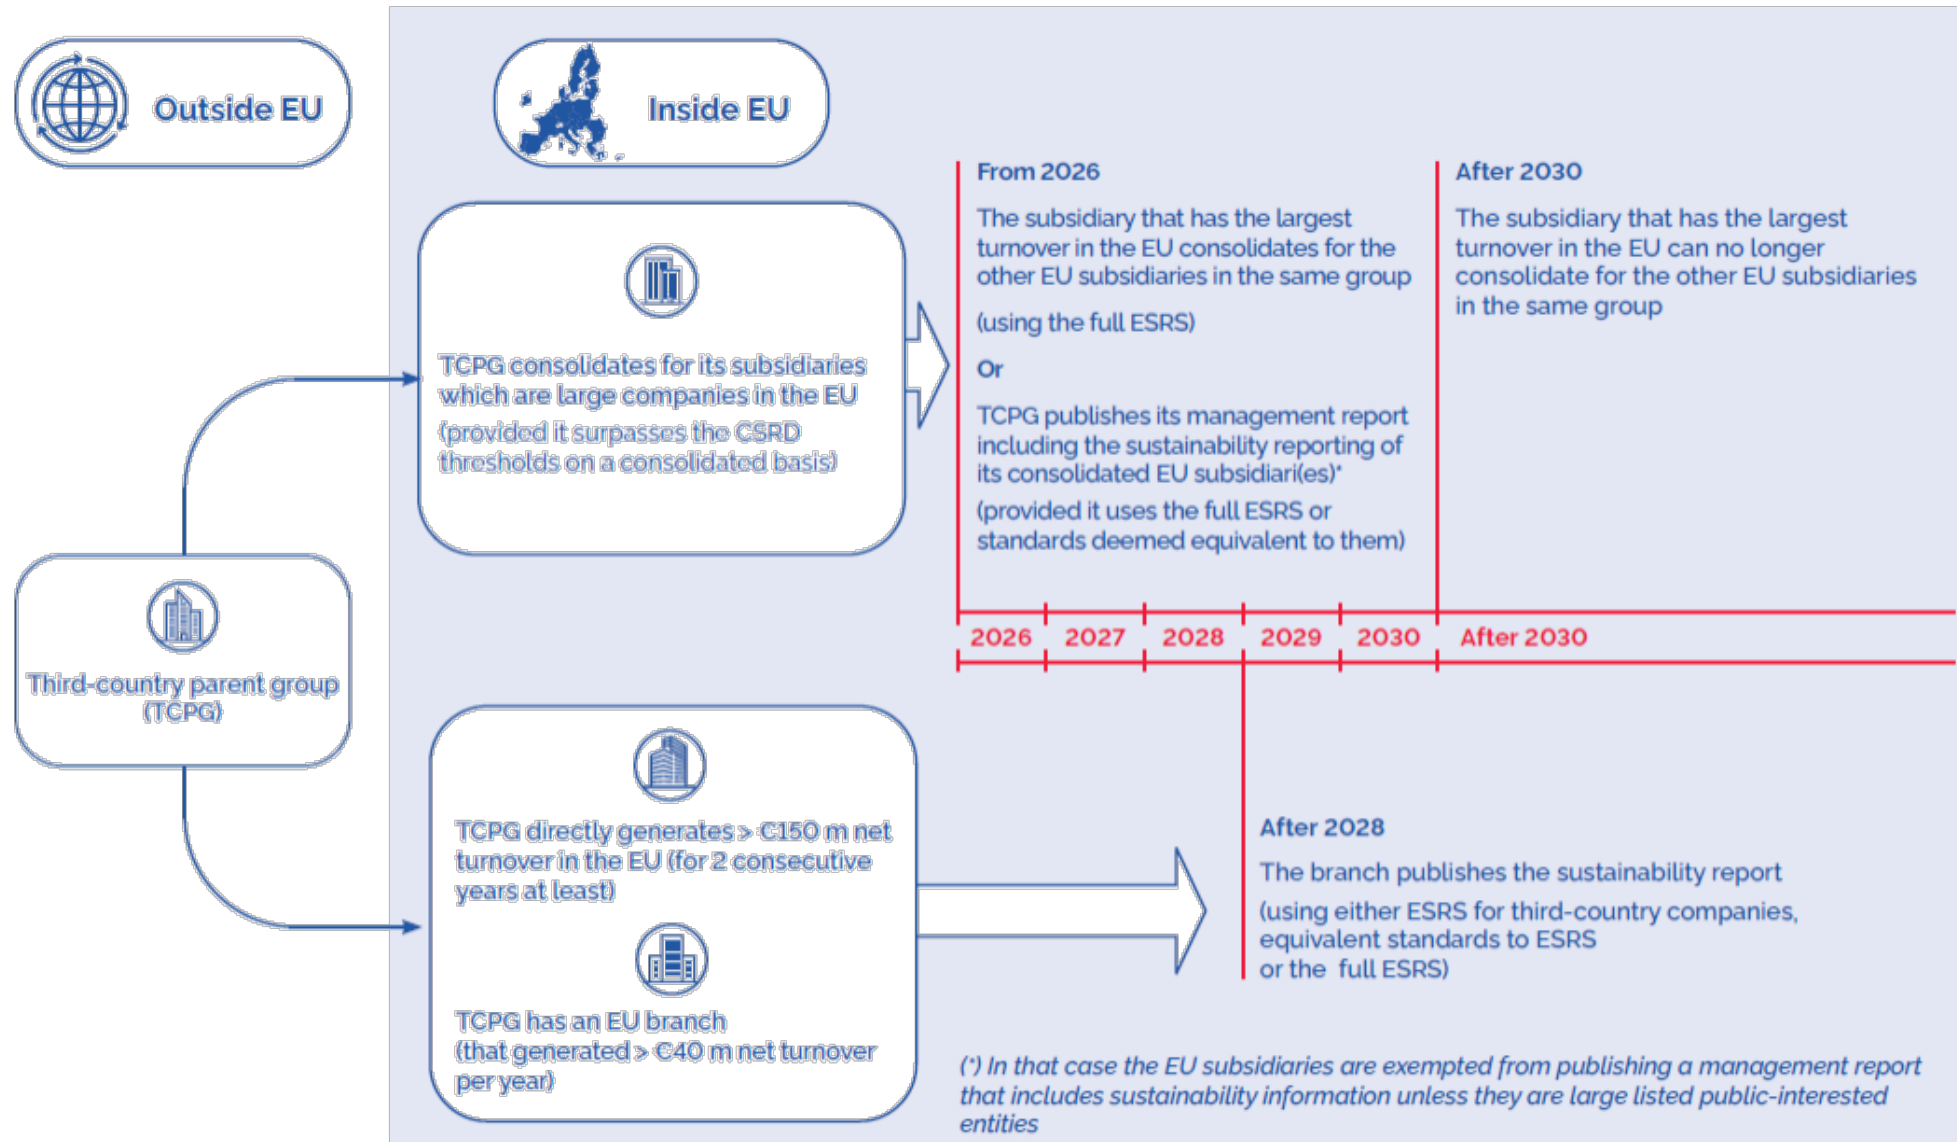 Outside EU
Inside EU
From 2026
The subsidiary that has the largest
turnover in the EU consolidates for the
other EU subsidiaries in the same group
(using the full ESRS)
Or
TCPG publishes its management report
including the sustainability reporting of
its consolidated EU subsidiari(es)*
(provided it uses the full ESRS or
standards deemed equivalent to them)
After 2030
The subsidiary that has the largest
turnover in the EU can no longer
consolidate for the other EU subsidiaries
in the same group
TCPG consolidates for its subsidiaries
which are large companies in the EU
(provided it surpasses the CSRD
thresholds on a consolidated basis)
2026 2027 2028 2029 2030 After 2030
Third-country parent group
(TCPG)
TCPG directly generates > €150 m net
turnover in the EU (for 2 consecutive
years at least)
TCPG has an EU branch
(that generated > €40 m net turnover
per year)
After 2028
The branch publishes the sustainability report
(using either ESRS for third-country companies,
equivalent standards to ESRS
or the full ESRS)
(*) In that case the EU subsidiaries are exempted from publishing a management report
that includes sustainability information unless they are large listed public-interested
entities